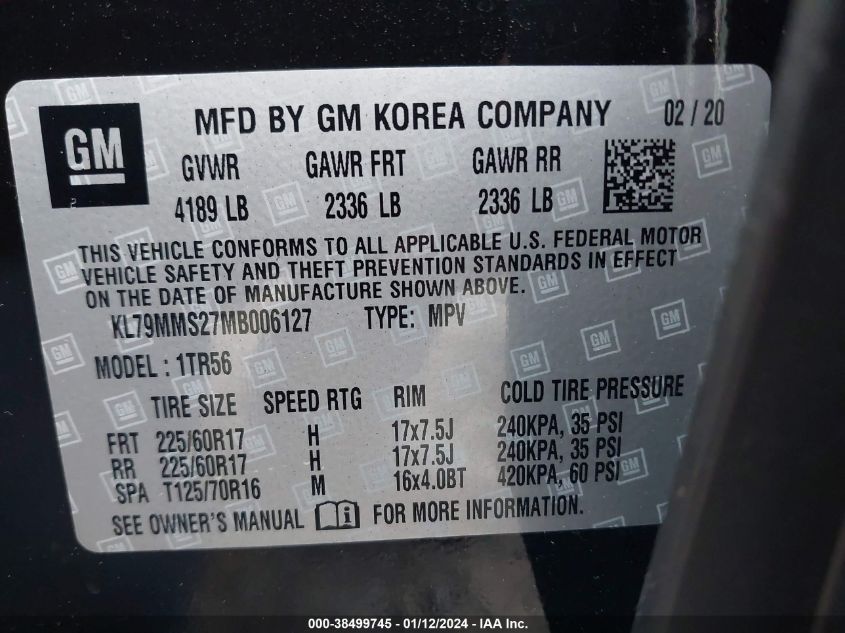 GM
MFD BY GM KOREA COMPANY 02 / 20
GVWR GAWR FRT GAWR RR
4189 LB 2336 LB 2336 LB
THIS VEHICLE CONFORMS TO ALL APPLICABLE U.S. FEDERAL MOTOR
VEHICLE SAFETY AND THEFT PREVENTION STANDARDS IN EFFECT
ON THE DATE OF MANUFACTURE SHOWN ABOVE.
KL79MMS27MB006127 TYPE: MPV
MODEL : 1TR56
TIRE SIZE SPEED RTG RIM COLD TIRE PRESSURE
FRT 225/60R17 H 17x7.5J 240KPA, 35 PSI
RR 225/60R17 H 17x7.5J 240KPA, 35 PSI
SPA T125/70R16 M 16x4.0BT 420KPA, 60 PSI
SEE OWNER'S MANUAL FOR MORE INFORMATION.
000-38499745 - 01/12/2024 - IAA Inc.